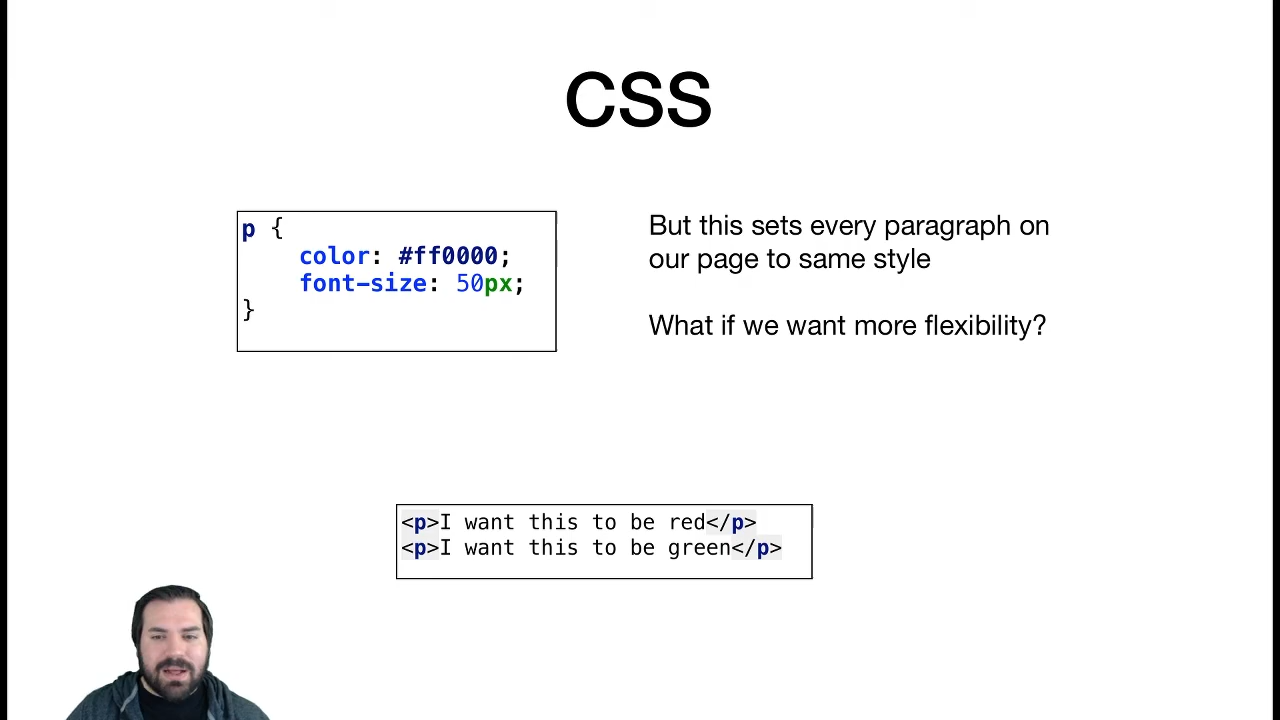 CSS
p {
    color: #ff0000;
    font-size: 50px;
}
But this sets every paragraph on
our page to same style
What if we want more flexibility?
<p>I want this to be red</p>
<p>I want this to be green</p>